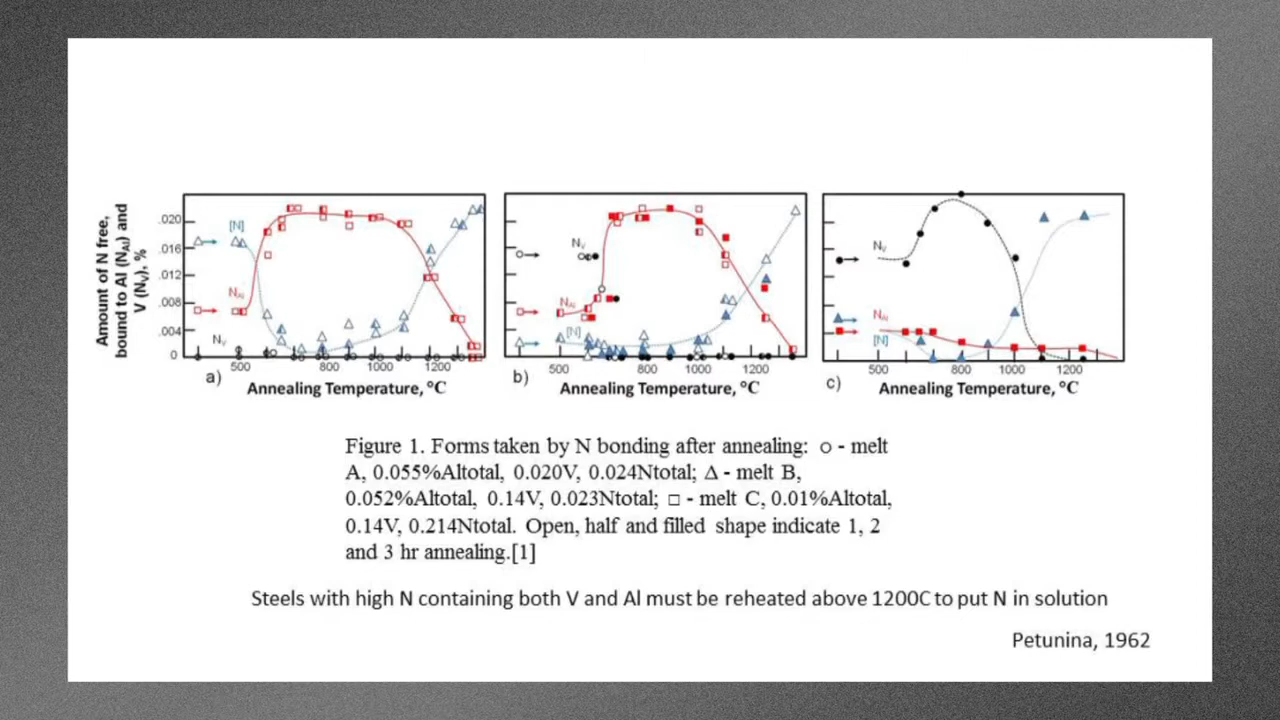 Amount of N free,
bound to Al (NAl) and
V (NV), %
.020
.016
.012
.008
.004
0
[N]
NAl
NV
a)
500
800
1000
1200
Annealing Temperature, °C
NV
NAl
[N]
b)
500
800
1000
1200
Annealing Temperature, °C
NV
NAl
[N]
c)
500
800
1000
1200
Annealing Temperature, °C
Figure 1. Forms taken by N bonding after annealing: o - melt
A, 0.055%Altotal, 0.020V, 0.024Ntotal; Δ - melt B,
0.052%Altotal, 0.14V, 0.023Ntotal; □ - melt C, 0.01%Altotal,
0.14V, 0.214Ntotal. Open, half and filled shape indicate 1, 2
and 3 hr annealing.[1]
Steels with high N containing both V and Al must be reheated above 1200C to put N in solution
Petunina, 1962